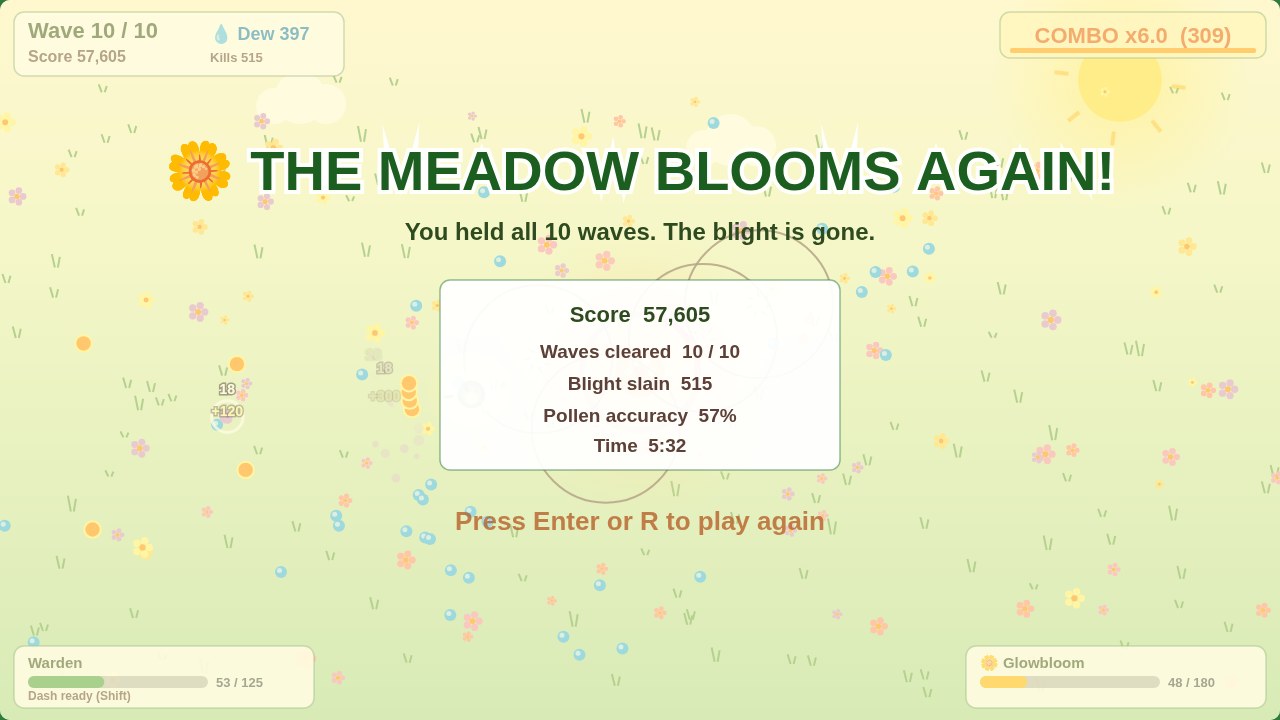 Wave 10 / 10
Dew 397
Score 57,605
Kills 515
COMBO x6.0 (309)
THE MEADOW BLOOMS AGAIN!
You held all 10 waves. The blight is gone.
Score 57,605
Waves cleared 10 / 10
Blight slain 515
Pollen accuracy 57%
Time 5:32
18
+120
18
+300
Press Enter or R to play again
Warden
53 / 125
Dash ready (Shift)
Glowbloom
48 / 180